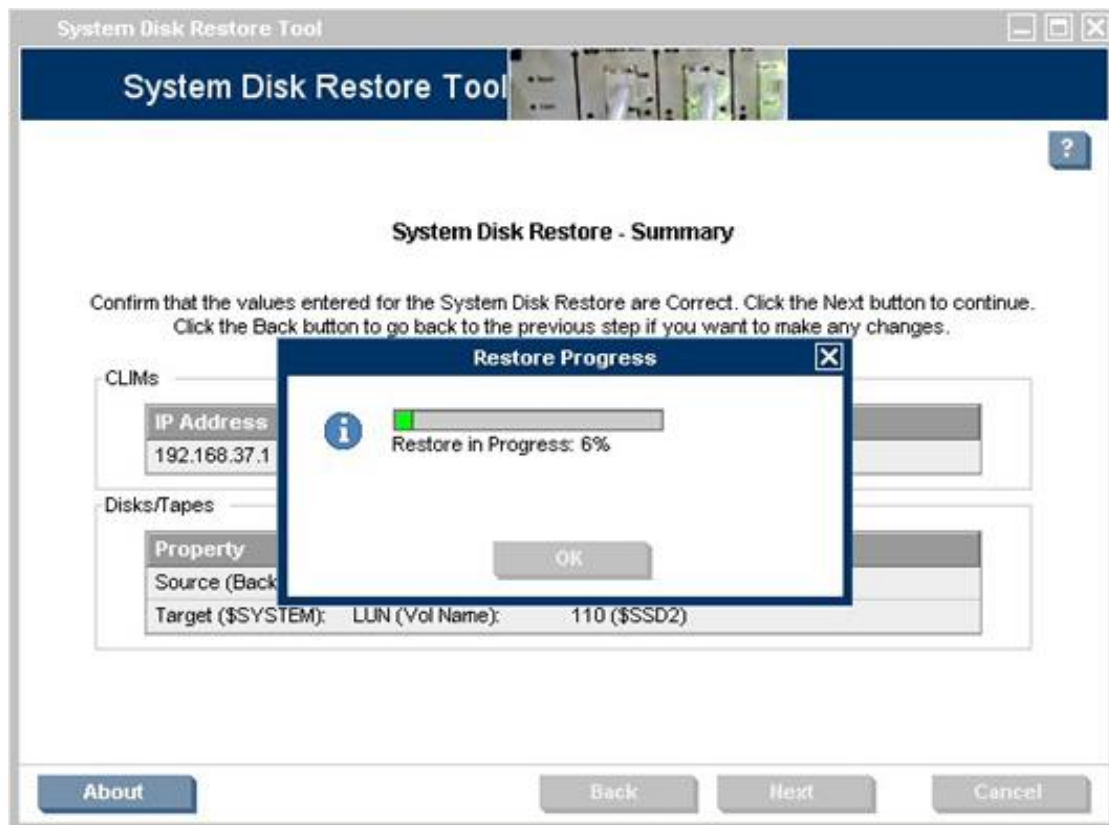 System Disk Restore Tool
System Disk Restore Tool
?
System Disk Restore - Summary
Confirm that the values entered for the System Disk Restore are Correct. Click the Next button to continue.
Click the Back button to go back to the previous step if you want to make any changes.
Restore Progress
CLIMs
IP Address
192.168.37.1
Restore in Progress: 6%
OK
Disks/Tapes
Property
Source (Back
Target ($SYSTEM): LUN (Vol Name): 110 ($SSD2)
About
Back
Next
Cancel